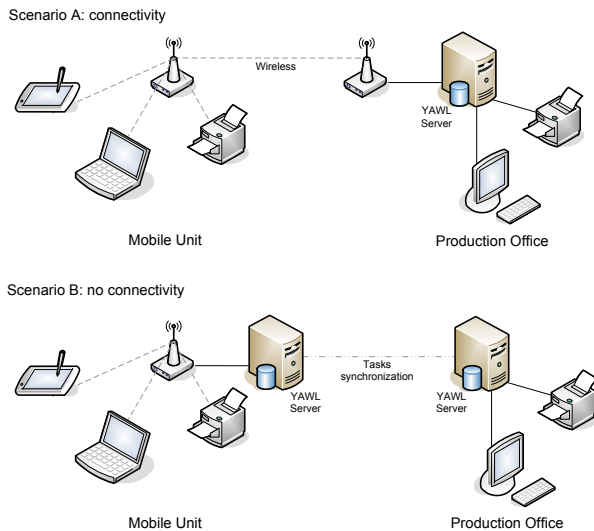 Scenario A: connectivity
Wireless
YAWL
Server
Mobile Unit
Production Office
Scenario B: no connectivity
Tasks
synchronization
YAWL
Server
YAWL
Server
Mobile Unit
Production Office